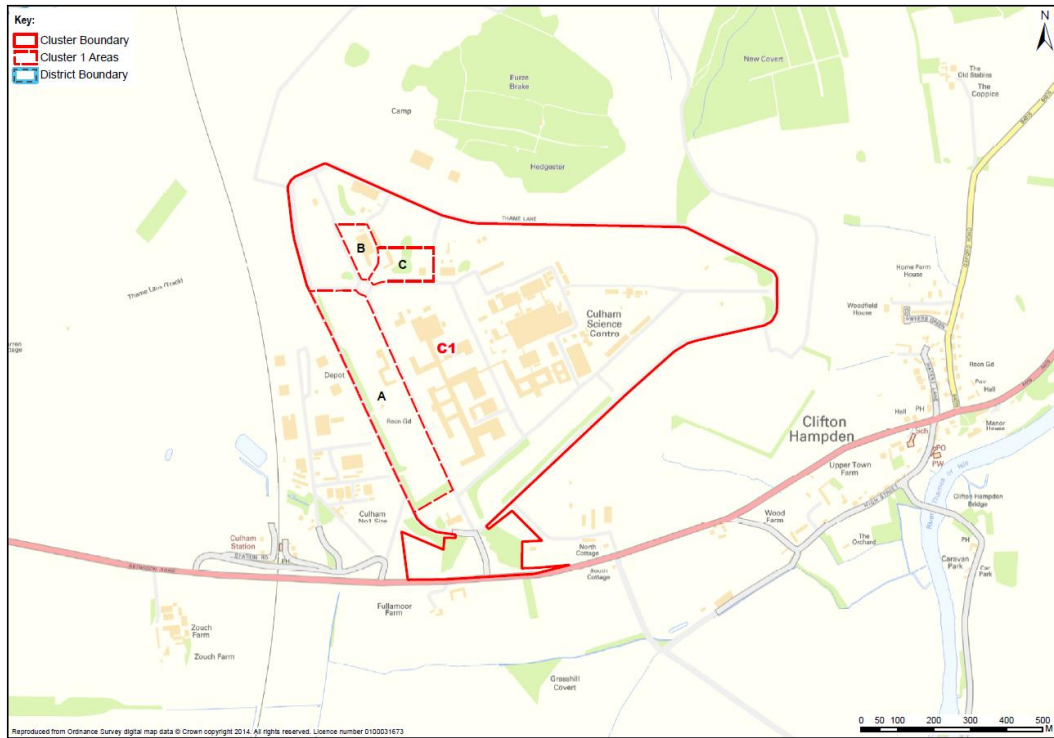 Key:
Cluster Boundary
Cluster 1 Areas
District Boundary
N
New Covert
The
Old Stables
The
Coppice
Furze
Brake
Camp
Hedgester
THAME LANE
B
C
Thame Lane (Track)
Home Farm
House
Woodfield
House
Culham
Science
Centre
C1
Depot
A
Recn Gd
Recn Gd
Hall
PH
Hall
Sch
Manor
House
PO
PW
Clifton
Hampden
Upper Town
Farm
HIGH STREET
Clifton Hampden
Bridge
Wood
Farm
The
Orchard
PH
Caravan
Park
Car
Park
Culham
No1 Site
Culham
Station
STATION RD
PH
North
Cottage
South
Cottage
Fullamoor
Farm
Zouch
Farm
Zouch Farm
Grasshill
Covert
0 50 100 200 300 400 500
M
Reproduced from Ordnance Survey digital map data © Crown copyright 2014. All rights reserved. Licence number 0100031673